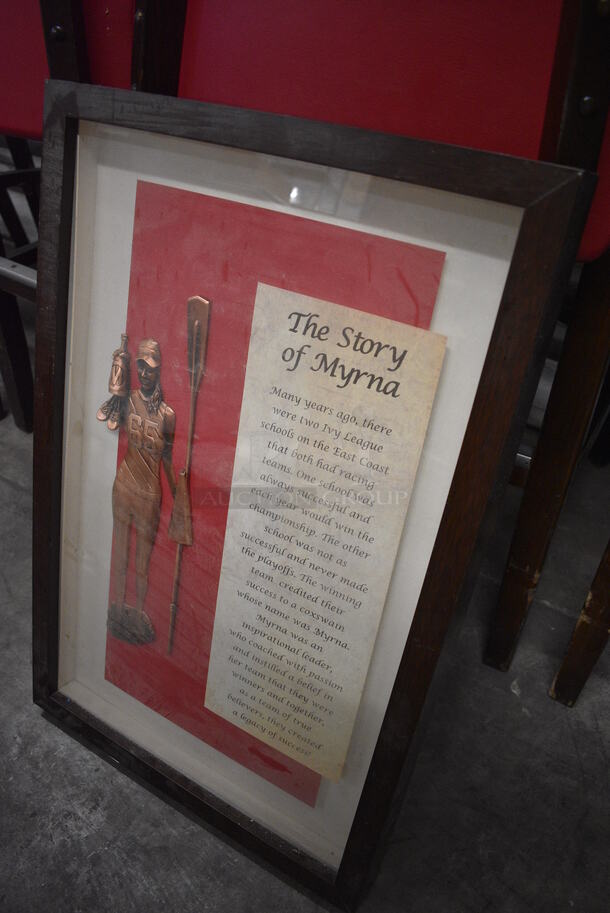 The Story
of Myrna
Many years ago, there
were two Ivy League
schools on the East Coast
that both had racing
teams. One school was
always successful and
each year would win the
championship. The other
school was not as
successful and never made
the playoffs. The winning
team, credited their
success to a coxswain
whose name was Myrna.
Myrna was an
inspirational leader,
who coached with passion
and instilled a belief in
her team that they were
winners and together,
as a team of true
believers, they created
a legacy of success!
65
AUCTION GROUP